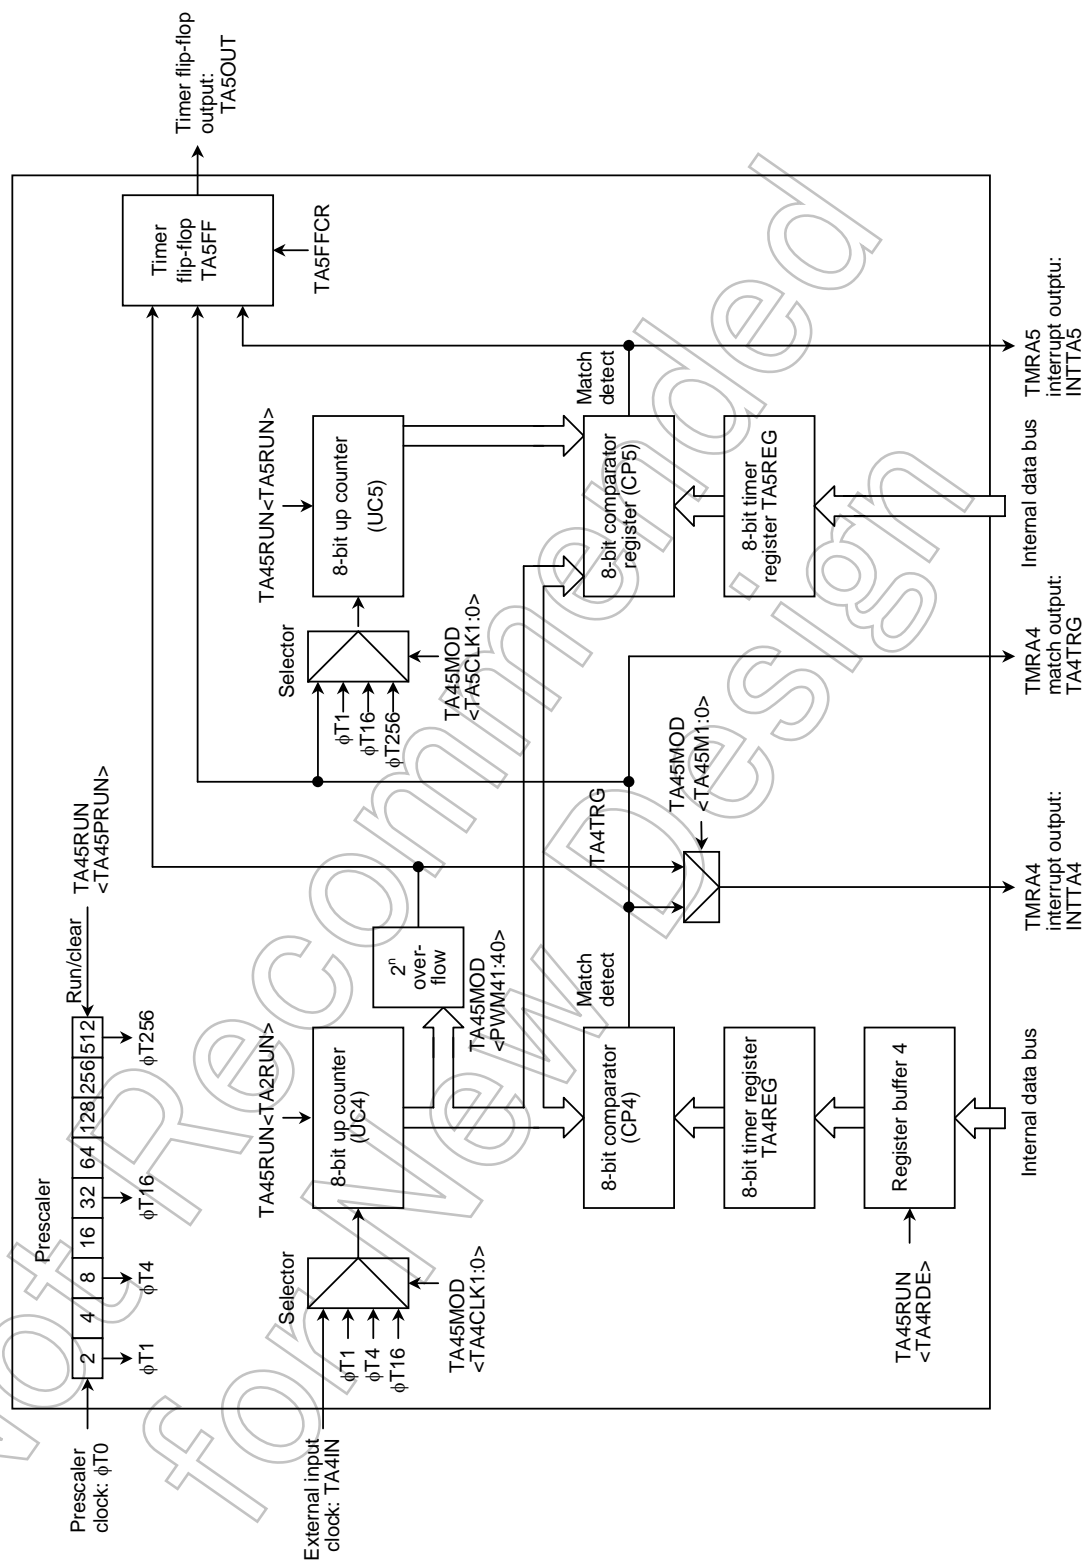 Prescaler
Prescaler
clock: ϕT0
2 4 8 16 32 64 128 256 512
Run/clear
TA45RUN
<TA45PRUN>
ϕT1
ϕT4
ϕT16
ϕT256
External input
clock: TA4IN
Selector
ϕT1
ϕT4
ϕT16
TA45MOD
<TA4CLK1:0>
TA45RUN<TA2RUN>
8-bit up counter
(UC4)
2ⁿ
over-
flow
TA45MOD
<PWM41:40>
Selector
ϕT1
ϕT16
ϕT256
TA45MOD
<TA5CLK1:0>
TA45RUN<TA5RUN>
8-bit up counter
(UC5)
Timer
flip-flop
TA5FF
TA5FFCR
Timer flip-flop
output:
TA5OUT
8-bit comparator
(CP4)
Match
detect
TA4TRG
8-bit comparator
register (CP5)
Match
detect
8-bit timer register
TA4REG
TA45MOD
<TA45M1:0>
8-bit timer
register TA5REG
TA45RUN
<TA4RDE>
Register buffer 4
Internal data bus
TMRA4
interrupt output:
INTTA4
TMRA4
match output:
TA4TRG
Internal data bus
TMRA5
interrupt outptu:
INTTA5
Not Recommended
for New Design